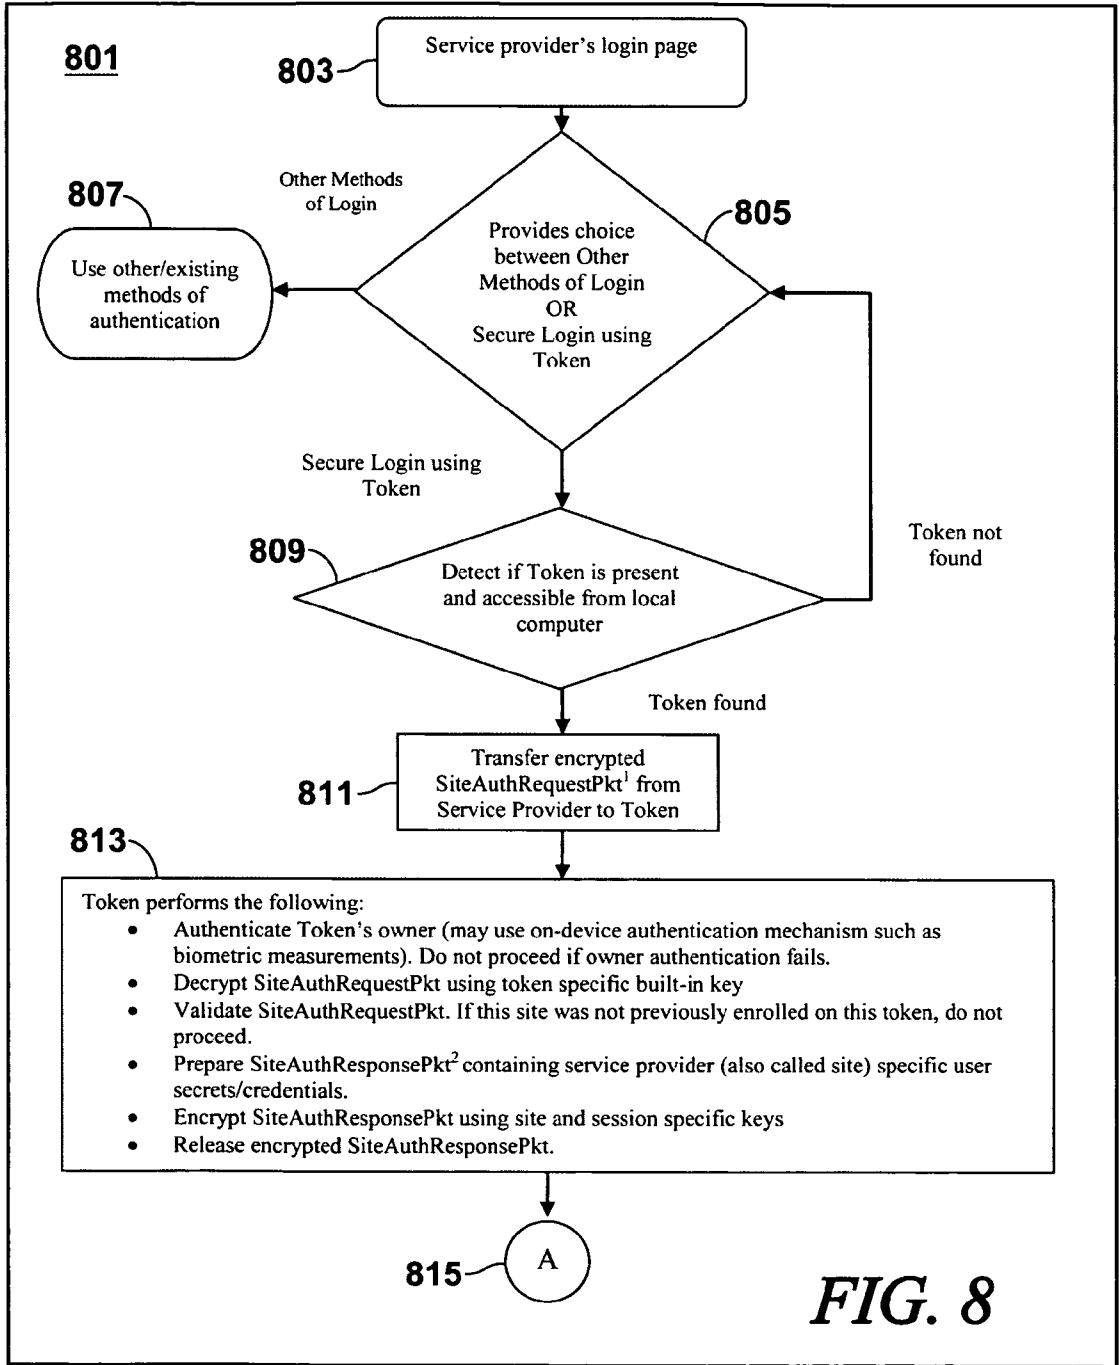 801
Service provider's login page
803
Other Methods
of Login
807
805
Provides choice
between Other
Methods of Login
OR
Secure Login using
Token
Use other/existing
methods of
authentication
Secure Login using
Token
Token not
found
809
Detect if Token is present
and accessible from local
computer
Token found
Transfer encrypted
SiteAuthRequestPkt¹ from
Service Provider to Token
811
813
Token performs the following:
• Authenticate Token's owner (may use on-device authentication mechanism such as
biometric measurements). Do not proceed if owner authentication fails.
• Decrypt SiteAuthRequestPkt using token specific built-in key
• Validate SiteAuthRequestPkt. If this site was not previously enrolled on this token, do not
proceed.
• Prepare SiteAuthResponsePkt² containing service provider (also called site) specific user
secrets/credentials.
• Encrypt SiteAuthResponsePkt using site and session specific keys
• Release encrypted SiteAuthResponsePkt.
A
815
FIG. 8